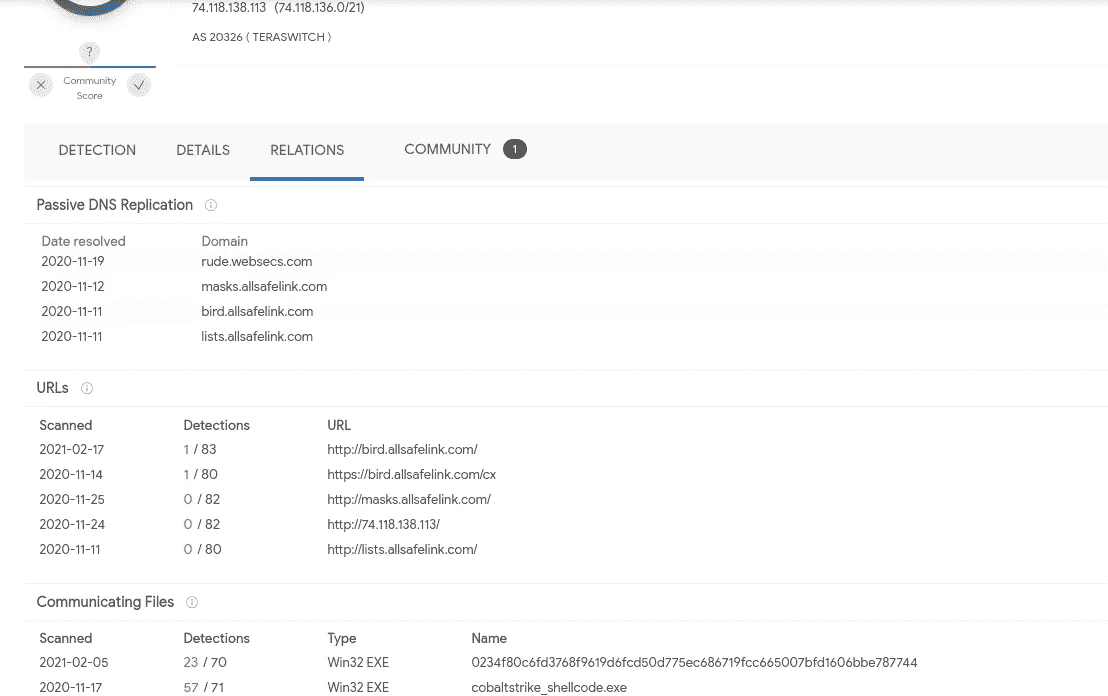 74.118.138.113 (74.118.136.0/21)
AS 20326 ( TERASWITCH )
?
Community
Score
DETECTION DETAILS RELATIONS COMMUNITY 1
Passive DNS Replication
Date resolved Domain
2020-11-19 rude.websecs.com
2020-11-12 masks.allsafelink.com
2020-11-11 bird.allsafelink.com
2020-11-11 lists.allsafelink.com
URLs
Scanned Detections URL
2021-02-17 1 / 83 http://bird.allsafelink.com/
2020-11-14 1 / 80 https://bird.allsafelink.com/cx
2020-11-25 0 / 82 http://masks.allsafelink.com/
2020-11-24 0 / 82 http://74.118.138.113/
2020-11-11 0 / 80 http://lists.allsafelink.com/
Communicating Files
Scanned Detections Type Name
2021-02-05 23 / 70 Win32 EXE 0234f80c6fd3768f9619d6fcd50d775ec686719fcc665007bfd1606bbe787744
2020-11-17 57 / 71 Win32 EXE cobaltstrike_shellcode.exe